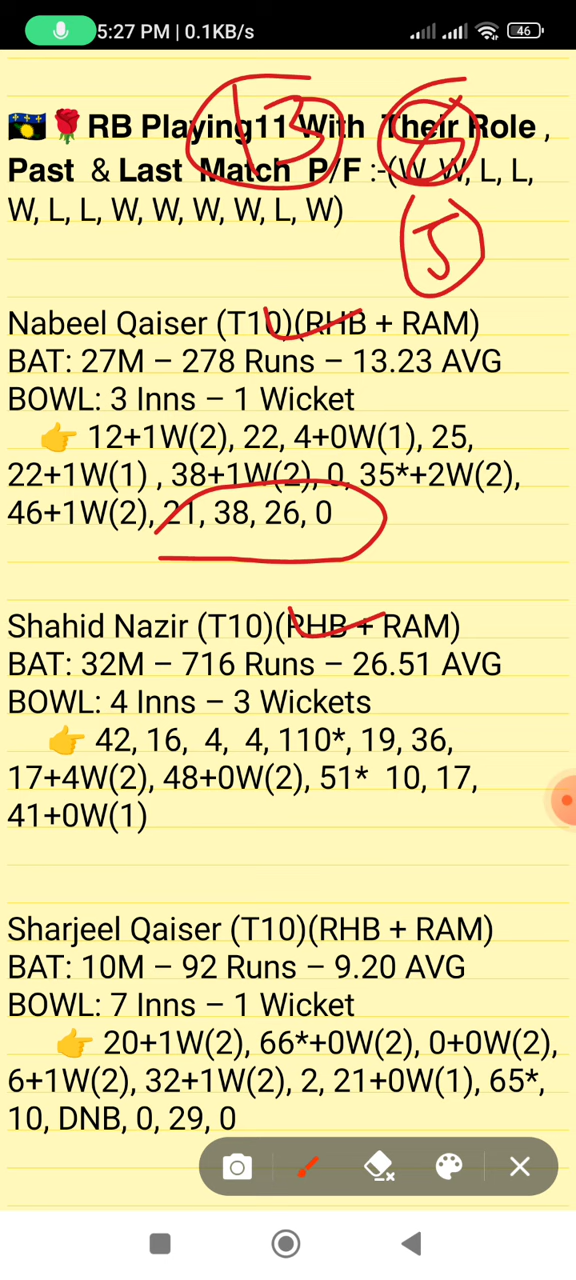 5:27 PM | 0.1KB/s
46
RB Playing11 With Their Role ,
Past & Last Match P/F :-(W W, L, L,
W, L, L, W, W, W, W, L, W)
13
8
5
Nabeel Qaiser (T10)(RHB + RAM)
BAT: 27M – 278 Runs – 13.23 AVG
BOWL: 3 Inns – 1 Wicket
12+1W(2), 22, 4+0W(1), 25,
22+1W(1) , 38+1W(2), 0, 35*+2W(2),
46+1W(2), 21, 38, 26, 0
Shahid Nazir (T10)(RHB + RAM)
BAT: 32M – 716 Runs – 26.51 AVG
BOWL: 4 Inns – 3 Wickets
42, 16, 4, 4, 110*, 19, 36,
17+4W(2), 48+0W(2), 51* 10, 17,
41+0W(1)
Sharjeel Qaiser (T10)(RHB + RAM)
BAT: 10M – 92 Runs – 9.20 AVG
BOWL: 7 Inns – 1 Wicket
20+1W(2), 66*+0W(2), 0+0W(2),
6+1W(2), 32+1W(2), 2, 21+0W(1), 65*,
10, DNB, 0, 29, 0